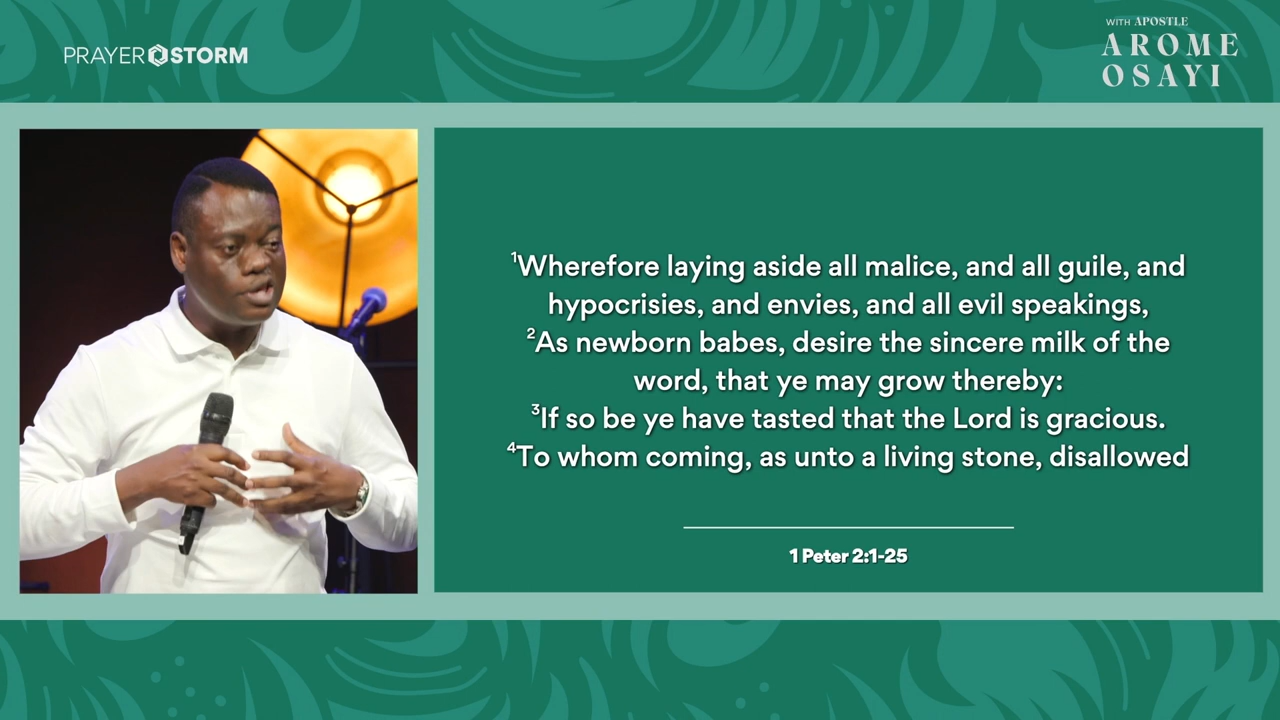 PRAYER STORM
WITH APOSTLE
AROME
OSAYI
¹Wherefore laying aside all malice, and all guile, and
hypocrisies, and envies, and all evil speakings,
²As newborn babes, desire the sincere milk of the
word, that ye may grow thereby:
³If so be ye have tasted that the Lord is gracious.
⁴To whom coming, as unto a living stone, disallowed
1 Peter 2:1-25